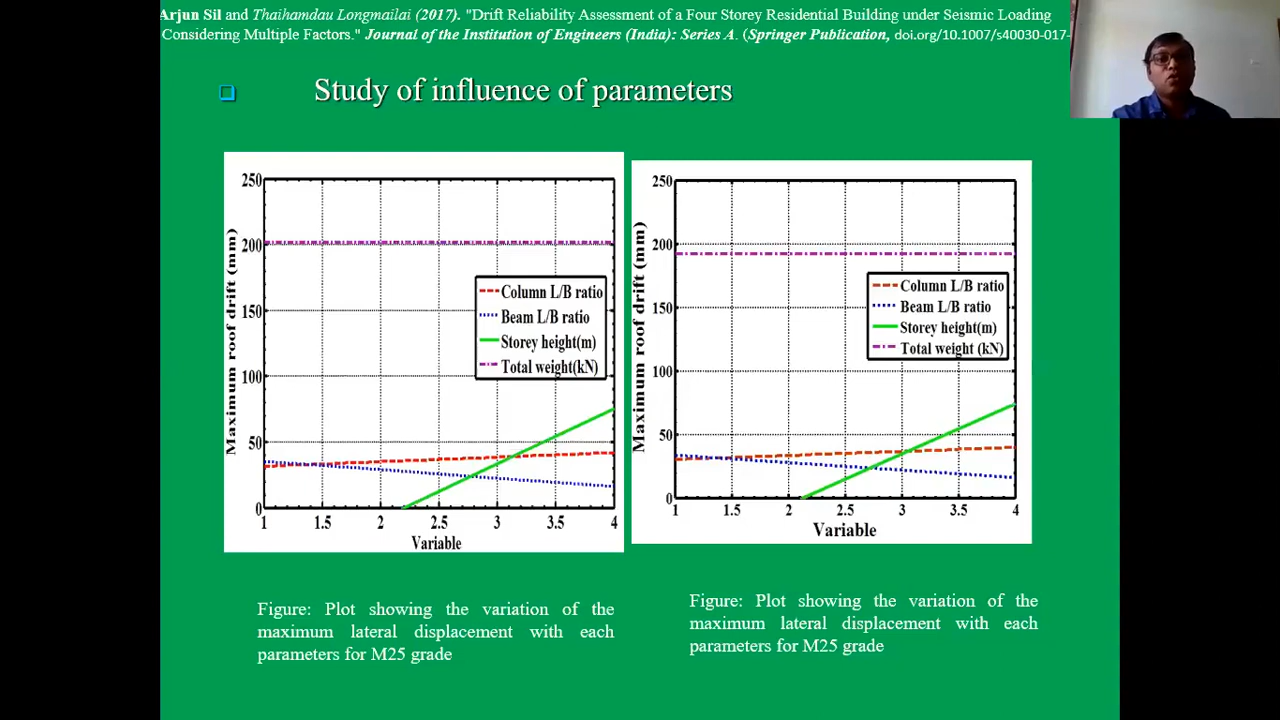 Arjun Sil and Thaihamdau Longmailai (2017). "Drift Reliability Assessment of a Four Storey Residential Building under Seismic Loading
Considering Multiple Factors." Journal of the Institution of Engineers (India): Series A. (Springer Publication, doi.org/10.1007/s40030-017-
Study of influence of parameters
Maximum roof drift (mm)
250
200
150
100
50
0
1 1.5 2 2.5 3 3.5 4
Variable
Column L/B ratio
Beam L/B ratio
Storey height(m)
Total weight(kN)
Figure: Plot showing the variation of the
maximum lateral displacement with each
parameters for M25 grade
Maximum roof drift (mm)
250
200
150
100
50
0
1 1.5 2 2.5 3 3.5 4
Variable
Column L/B ratio
Beam L/B ratio
Storey height(m)
Total weight (kN)
Figure: Plot showing the variation of the
maximum lateral displacement with each
parameters for M25 grade